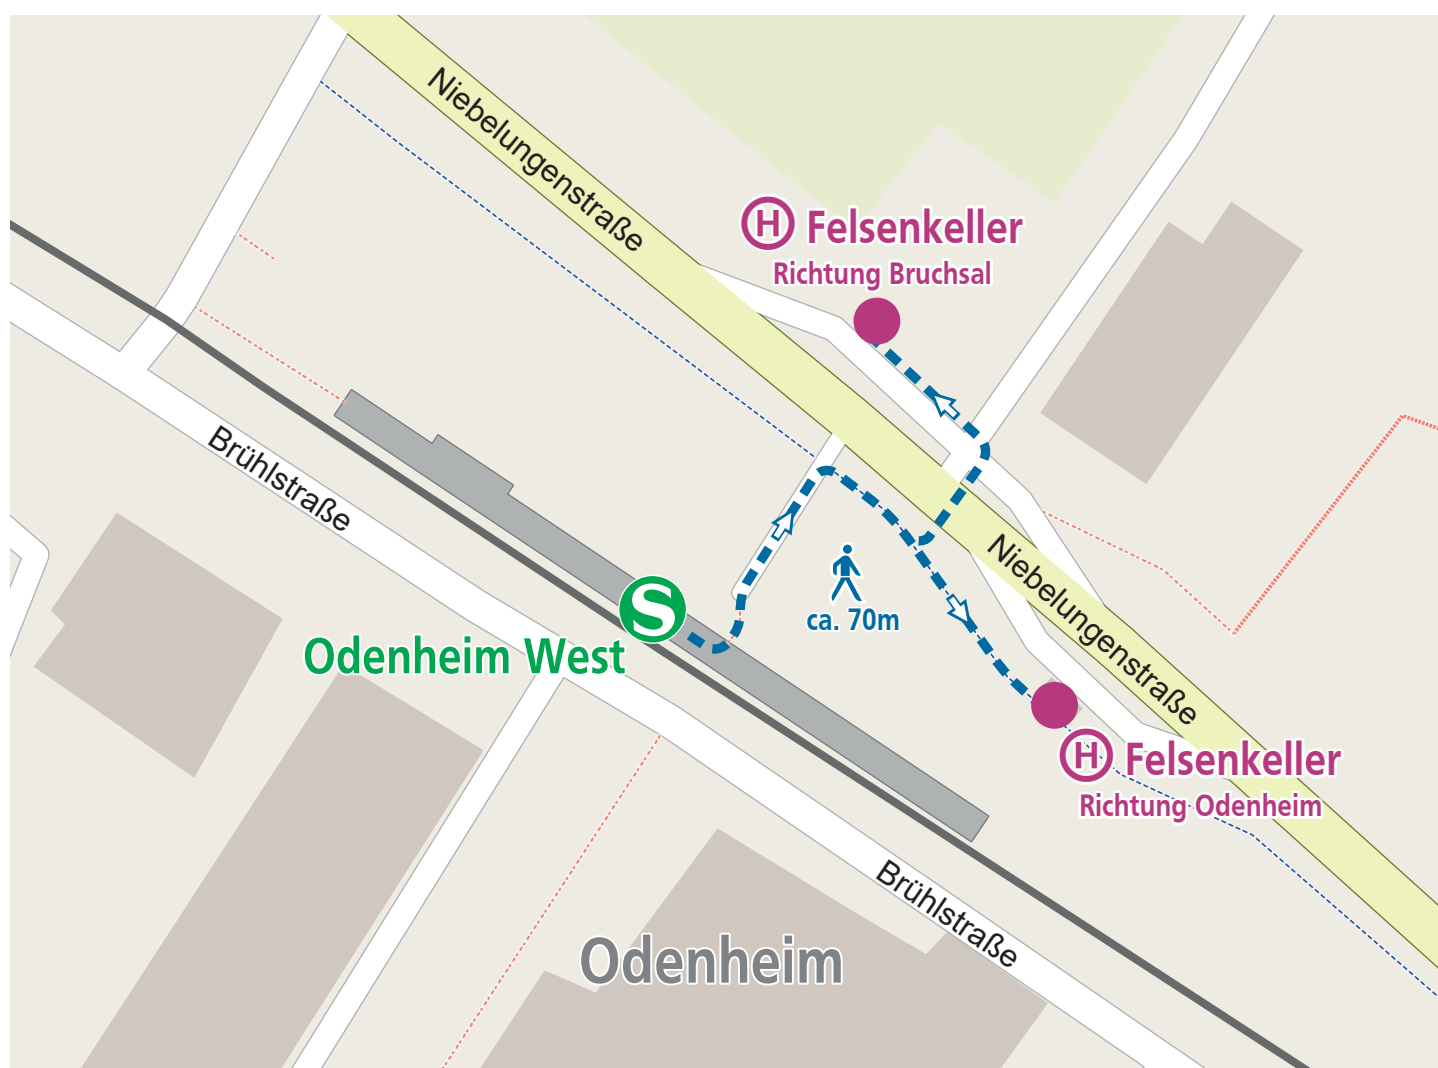 Niebelungenstraße
H Felsenkeller
Richtung Bruchsal
Brühlstraße
S
Odenheim West
ca. 70m
Niebelungenstraße
H Felsenkeller
Richtung Odenheim
Brühlstraße
Odenheim